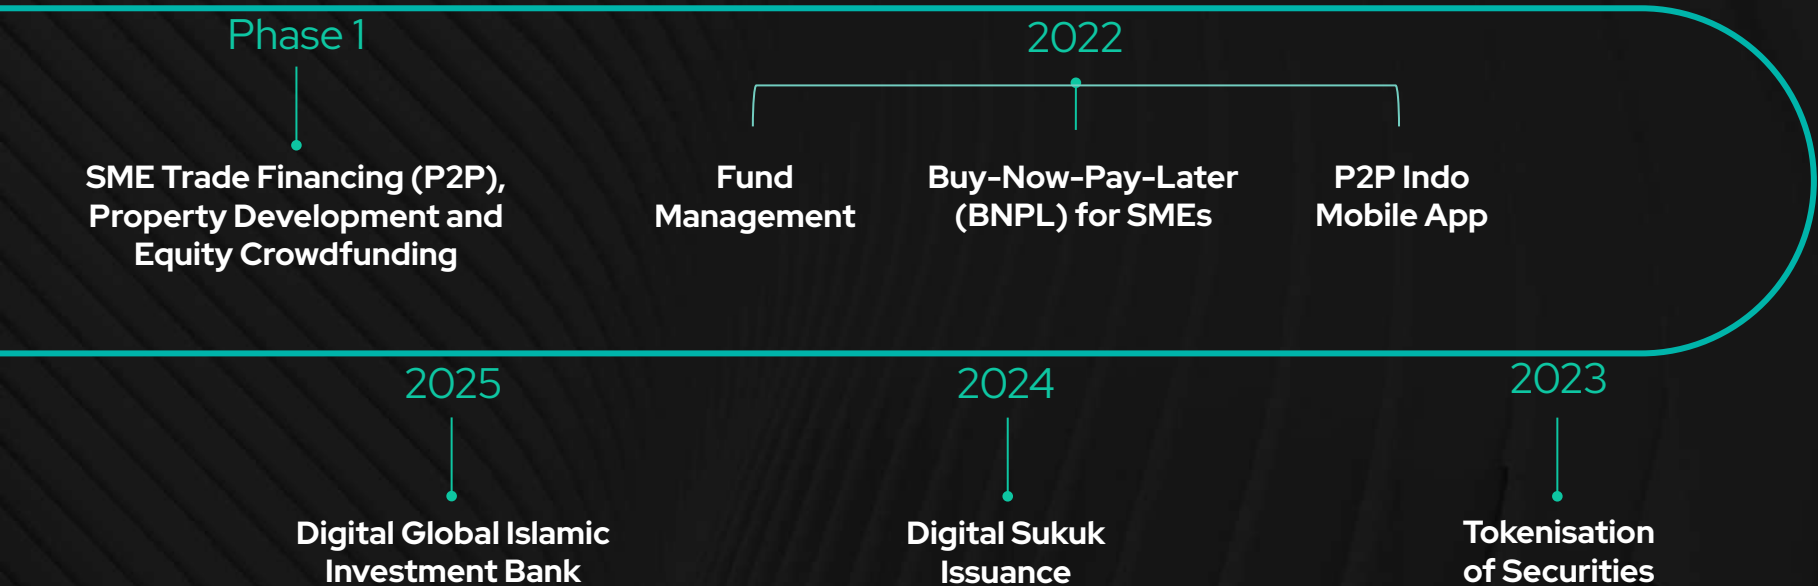 Phase 1
SME Trade Financing (P2P),
Property Development and
Equity Crowdfunding
2022
Fund
Management
Buy-Now-Pay-Later
(BNPL) for SMEs
P2P Indo
Mobile App
2025
Digital Global Islamic
Investment Bank
2024
Digital Sukuk
Issuance
2023
Tokenisation
of Securities